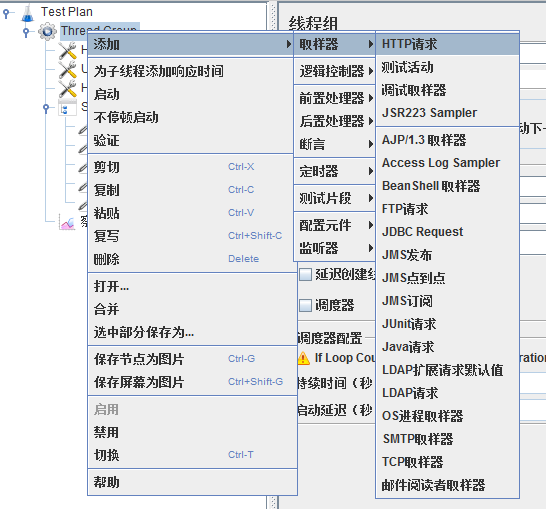 Test Plan
Thread Group
线程组
添加
为子线程添加响应时间
启动
不停顿启动
验证
剪切 Ctrl-X
复制 Ctrl-C
粘贴 Ctrl-V
复写 Ctrl+Shift-C
删除 Delete
打开...
合并
选中部分保存为...
保存节点为图片 Ctrl-G
保存屏幕为图片 Ctrl+Shift-G
启用
禁用
切换 Ctrl-T
帮助
取样器
逻辑控制器
前置处理器
后置处理器
断言
定时器
测试片段
配置元件
监听器
HTTP请求
测试活动
调试取样器
JSR223 Sampler
AJP/1.3 取样器
Access Log Sampler
BeanShell 取样器
FTP请求
JDBC Request
JMS发布
JMS点到点
JMS订阅
JUnit请求
Java请求
LDAP扩展请求默认值
LDAP请求
OS进程取样器
SMTP取样器
TCP取样器
邮件阅读者取样器
动下一
延迟创建线
调度器
调度器配置
If Loop Cou
ration
持续时间（秒
启动延迟（秒